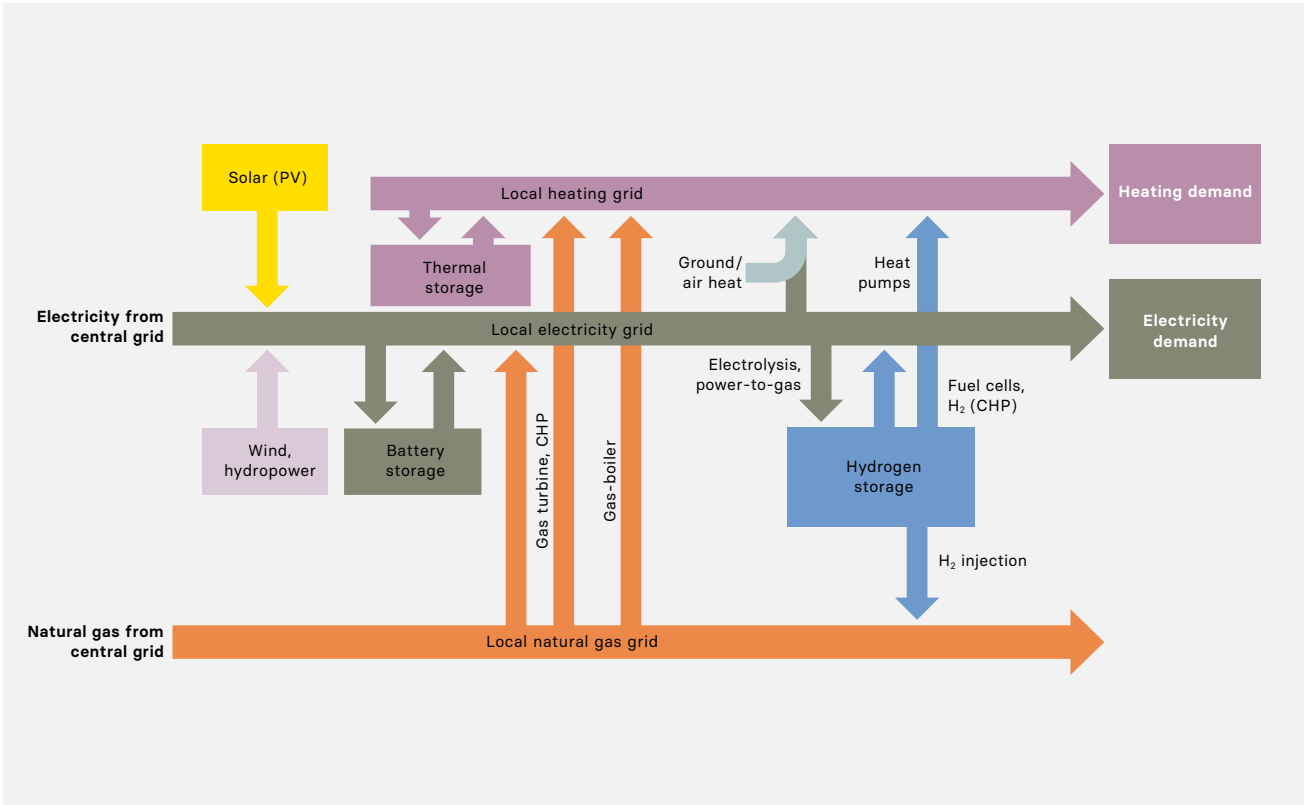 Solar (PV)
Local heating grid
Heating demand
Thermal
storage
Ground/
air heat
Heat
pumps
Electricity from
central grid
Local electricity grid
Electricity
demand
Electrolysis,
power-to-gas
Fuel cells,
H₂ (CHP)
Wind,
hydropower
Battery
storage
Gas turbine, CHP
Gas-boiler
Hydrogen
storage
H₂ injection
Natural gas from
central grid
Local natural gas grid